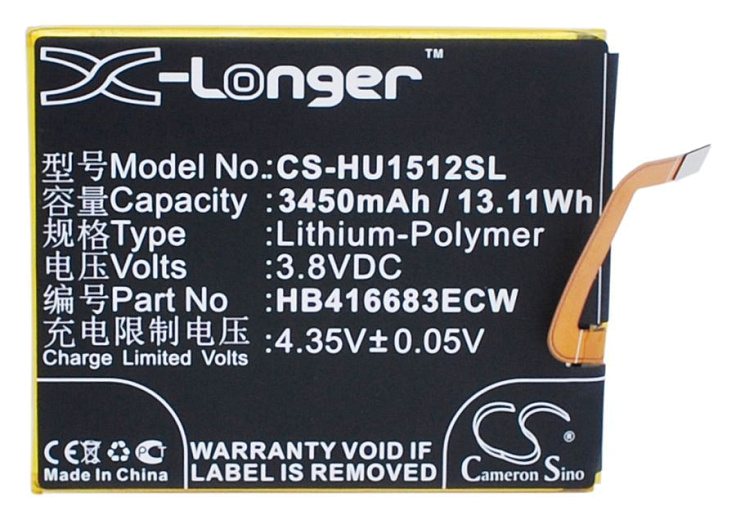 X-Longer™
型号Model No.:CS-HU1512SL
容量Capacity :3450mAh / 13.11Wh
规格Type :Lithium-Polymer
电压Volts :3.8VDC
编号Part No :HB416683ECW
充电限制电压 :4.35V±0.05V
Charge Limited Volts
CE
Made In China
WARRANTY VOID IF
LABEL IS REMOVED
CS®
Cameron Sino